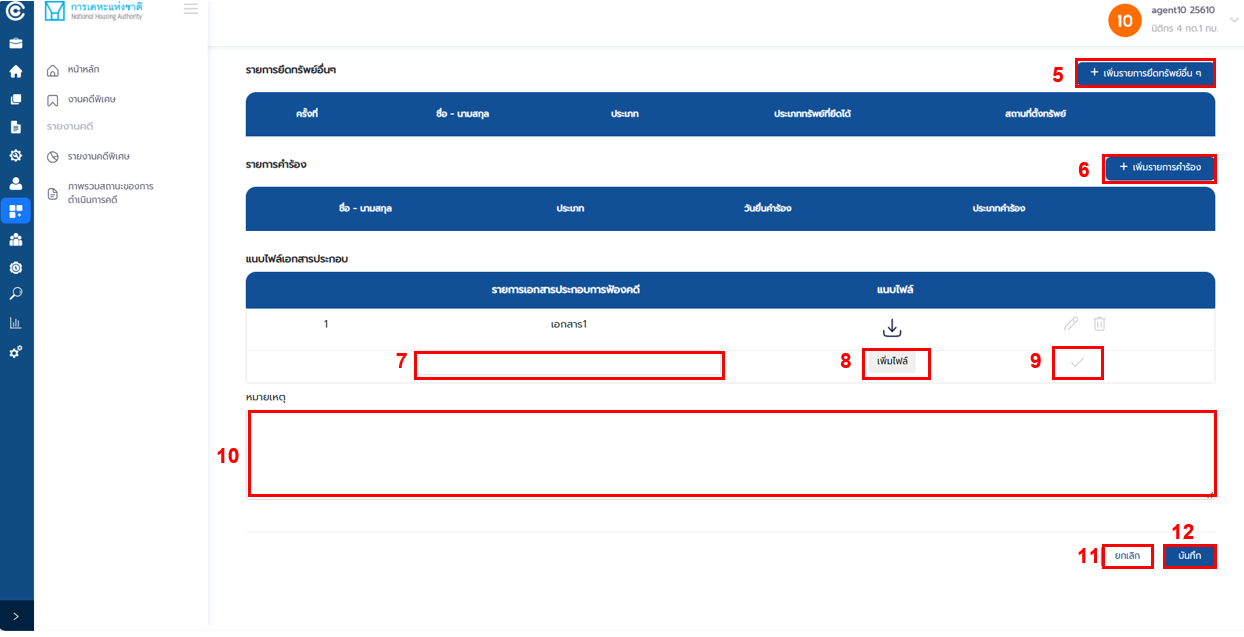 การเคหะแห่งชาติ
National Housing Authority
agent10 25610
10
นิติกร 4 กด.1 กม.
หน้าหลัก
งานคดีพิเศษ
รายงานคดี
รายงานคดีพิเศษ
ภาพรวมสถานะของการ
ดำเนินการคดี
รายการยึดทรัพย์อื่นๆ
5
+ เพิ่มรายการยึดทรัพย์อื่น ๆ
ครั้งที่ ชื่อ - นามสกุล ประเภท ประเภททรัพย์ที่ยึดได้ สถานที่ตั้งทรัพย์
รายการคำร้อง
6
+ เพิ่มรายการคำร้อง
ชื่อ - นามสกุล ประเภท วันยื่นคำร้อง ประเภทคำร้อง
แนบไฟล์เอกสารประกอบ
รายการเอกสารประกอบการฟ้องคดี แนบไฟล์
1 เอกสาร1
7
8
เพิ่มไฟล์
9
หมายเหตุ
10
12
11
ยกเลิก
บันทึก